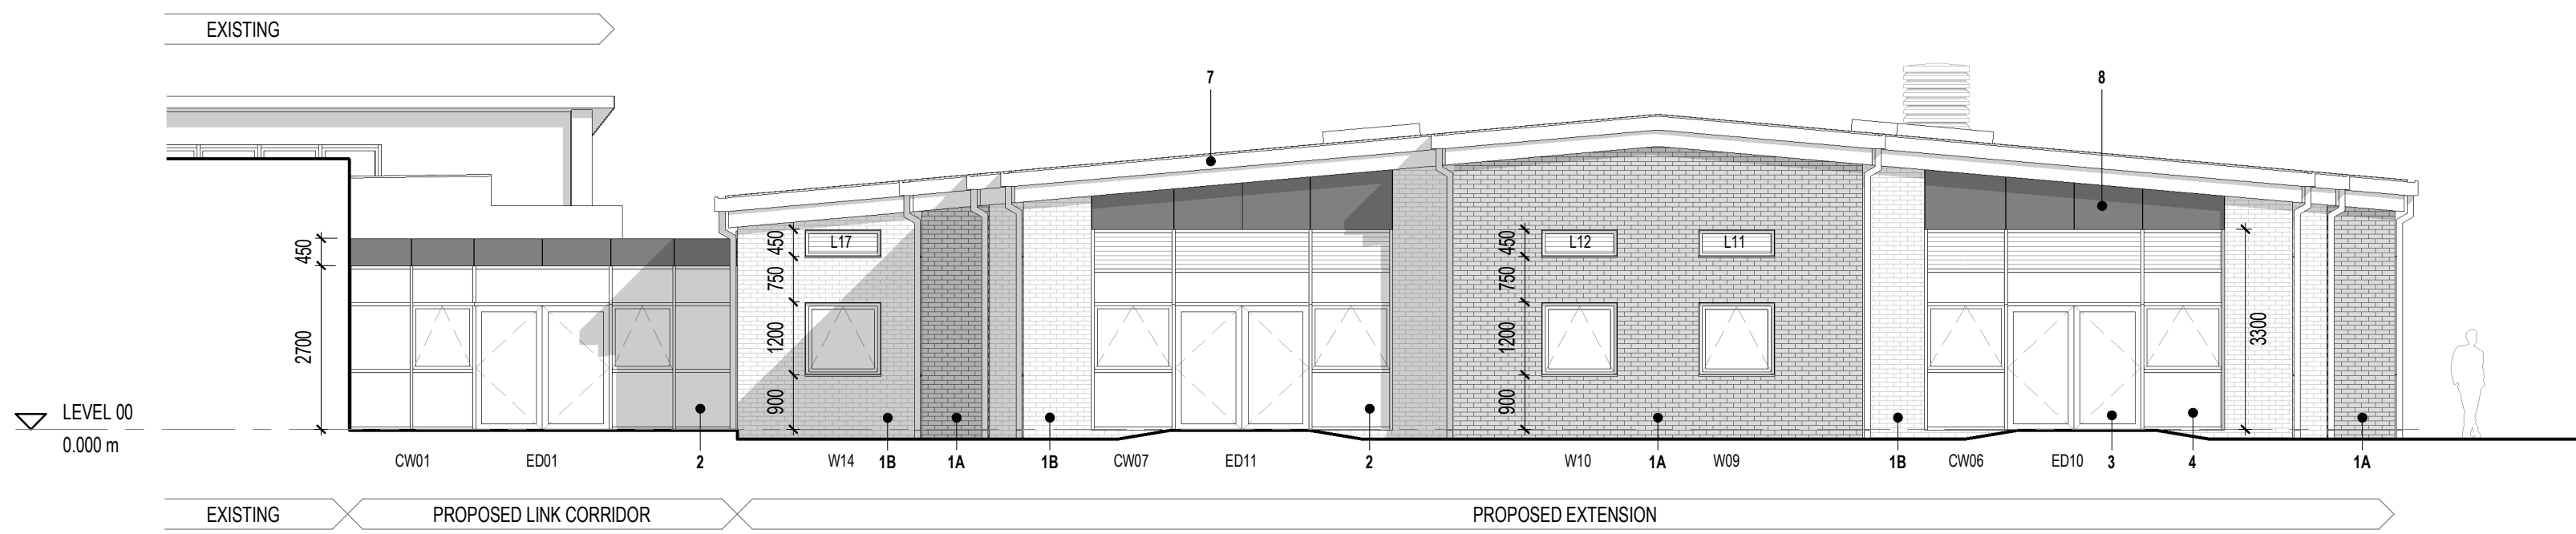 EXISTING
7
8
450
2700
L17
450
750
1200
900
L12
L11
450
750
1200
900
3300
LEVEL 00
0.000 m
CW01
ED01
2
W14
1B
1A
1B
CW07
ED11
2
W10
1A
W09
1B
CW06
ED10
3
4
1A
EXISTING
PROPOSED LINK CORRIDOR
PROPOSED EXTENSION